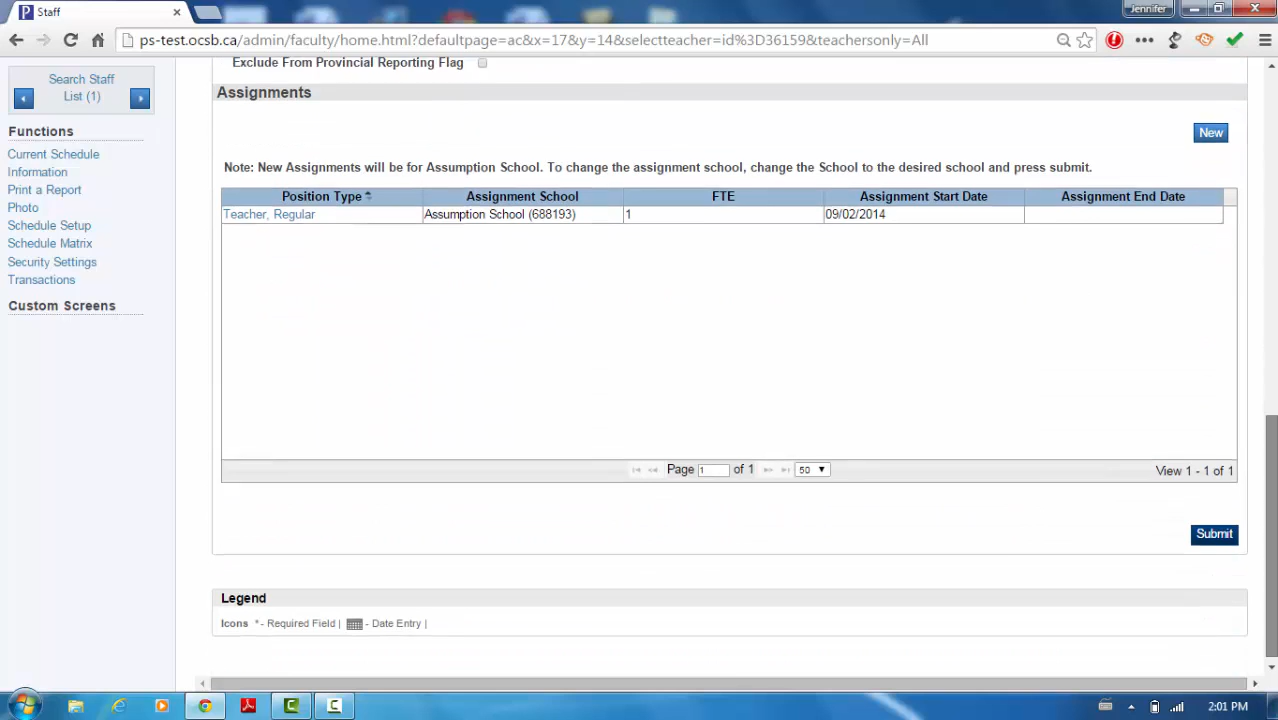 Staff
Jennifer
ps-test.ocsb.ca/admin/faculty/home.html?defaultpage=ac&x=17&y=14&selectteacher=id%3D36159&teachersonly=All
Search Staff
List (1)
Functions
Current Schedule
Information
Print a Report
Photo
Schedule Setup
Schedule Matrix
Security Settings
Transactions
Custom Screens
Exclude From Provincial Reporting Flag
Assignments
New
Note: New Assignments will be for Assumption School. To change the assignment school, change the School to the desired school and press submit.
Position Type Assignment School FTE Assignment Start Date Assignment End Date
Teacher, Regular Assumption School (688193) 1 09/02/2014
Page 1 of 1 50 View 1 - 1 of 1
Submit
Legend
Icons * - Required Field | - Date Entry |
2:01 PM